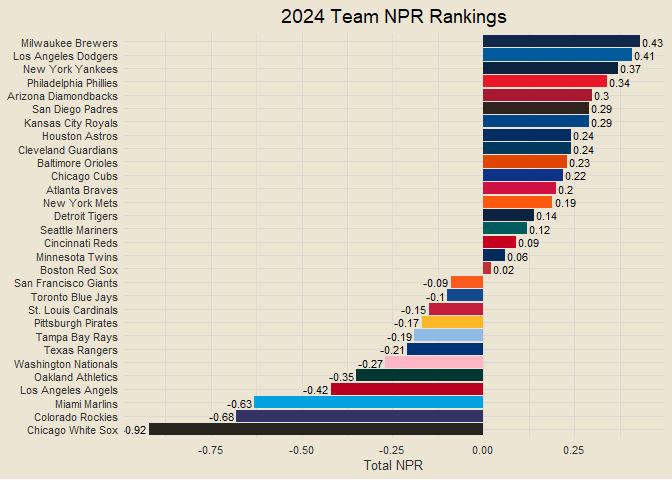 2024 Team NPR Rankings
Milwaukee Brewers 0.43
Los Angeles Dodgers 0.41
New York Yankees 0.37
Philadelphia Phillies 0.34
Arizona Diamondbacks 0.3
San Diego Padres 0.29
Kansas City Royals 0.29
Houston Astros 0.24
Cleveland Guardians 0.24
Baltimore Orioles 0.23
Chicago Cubs 0.22
Atlanta Braves 0.2
New York Mets 0.19
Detroit Tigers 0.14
Seattle Mariners 0.12
Cincinnati Reds 0.09
Minnesota Twins 0.06
Boston Red Sox 0.02
San Francisco Giants -0.09
Toronto Blue Jays -0.1
St. Louis Cardinals -0.15
Pittsburgh Pirates -0.17
Tampa Bay Rays -0.19
Texas Rangers -0.21
Washington Nationals -0.27
Oakland Athletics -0.35
Los Angeles Angels -0.42
Miami Marlins -0.63
Colorado Rockies -0.68
Chicago White Sox -0.92
-0.75 -0.50 -0.25 0.00 0.25
Total NPR